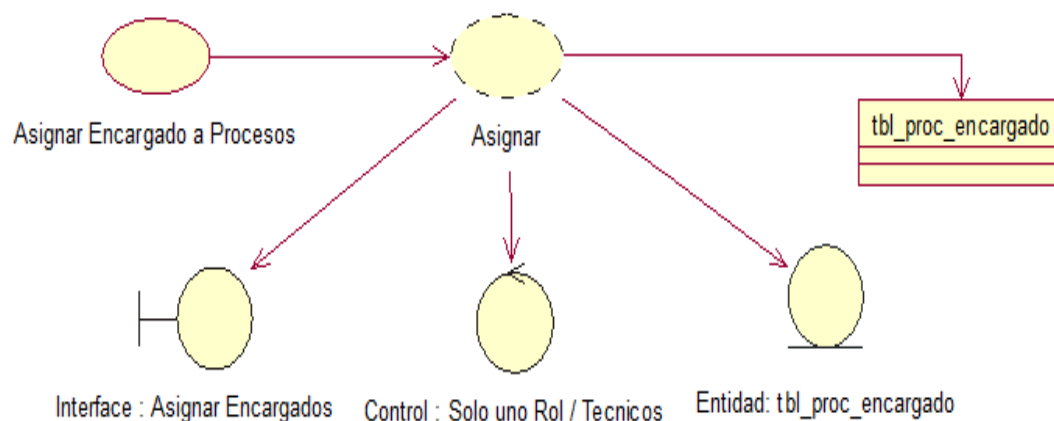 tbl_proc_encargado
Asignar Encargado a Procesos
Asignar
Interface : Asignar Encargados
Control : Solo uno Rol / Tecnicos
Entidad: tbl_proc_encargado